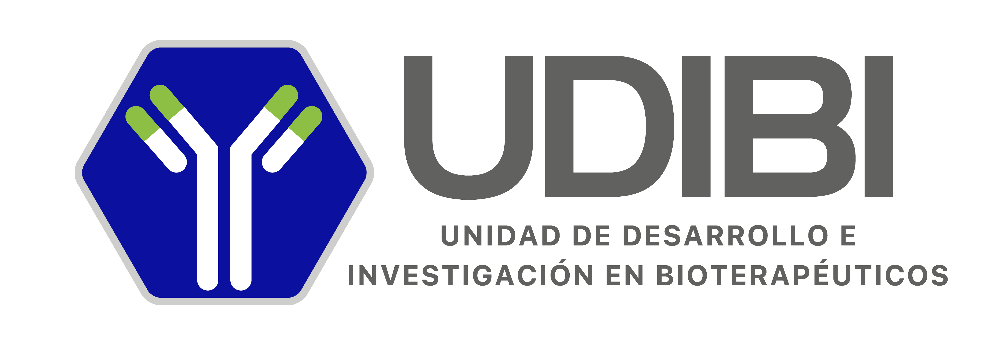 UDIBI
UNIDAD DE DESARROLLO E
INVESTIGACIÓN EN BIOTERAPÉUTICOS